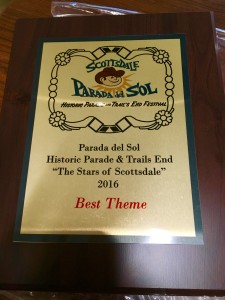 SCOTTSDALE
PARADA del SOL
HISTORIC PARADE and TRAIL'S END FESTIVAL
Parada del Sol
Historic Parade & Trails End
“The Stars of Scottsdale”
2016
Best Theme